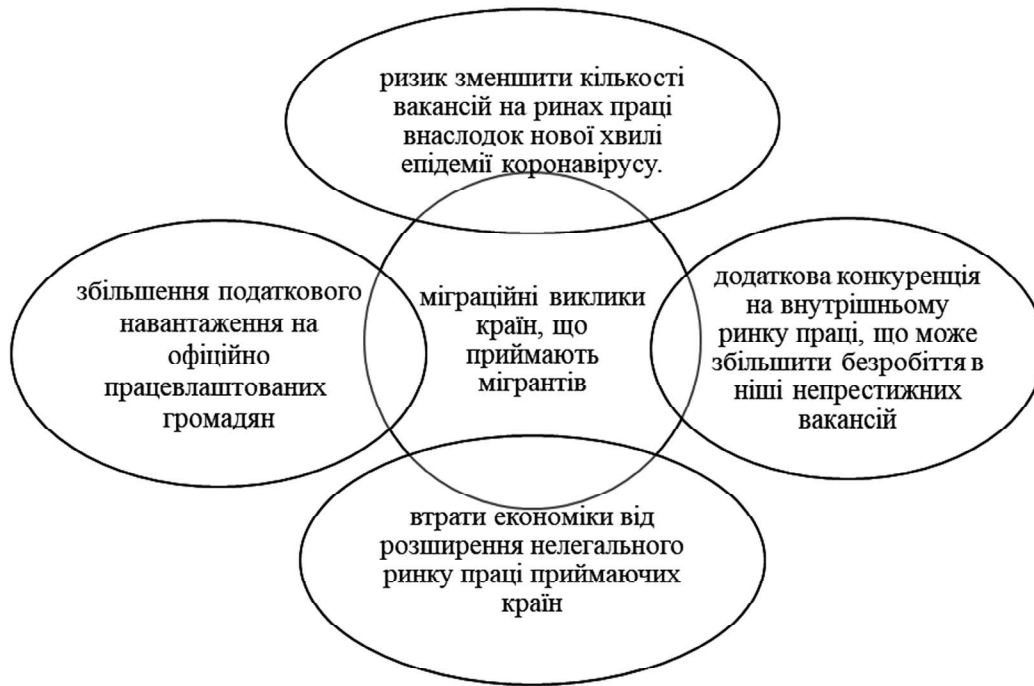 ризик зменшити кількості
вакансій на ринах праці
внаслодок нової хвилі
епідемії коронавірусу.
збільшення податкового
навантаження на
офіційно
працевлаштованих
громадян
міграційні виклики
країн, що
приймають
мігрантів
додаткова конкуренція
на внутрішньому
ринку праці, що може
збільшити безробіття в
ніші непрестижних
вакансій
втрати економіки від
розширення нелегального
ринку праці приймаючих
країн